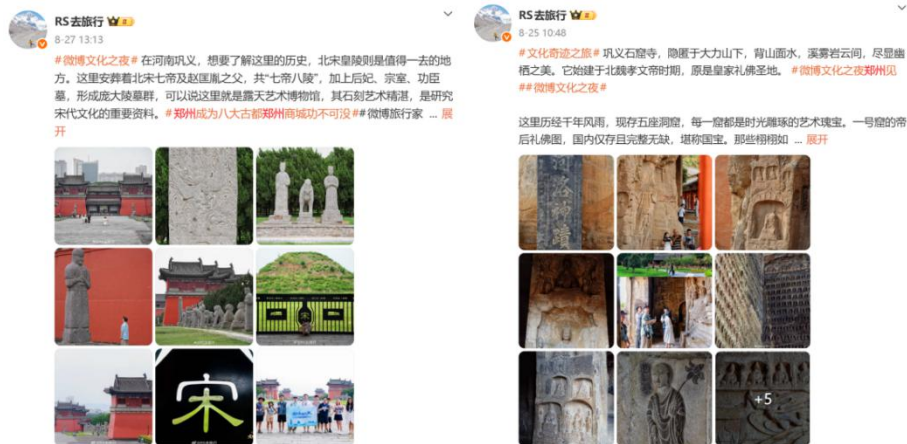 RS去旅行
8-27 13:13
#微博文化之夜# 在河南巩义，想要了解这里的历史，北宋皇陵则是值得一去的地
方。这里安葬着北宋七帝及赵匡胤之父，共“七帝八陵”，加上后妃、宗室、功臣
墓，形成庞大陵墓群，可以说这里就是露天艺术博物馆，其石刻艺术精湛，是研究
宋代文化的重要资料。#郑州成为八大古都郑州商城功不可没##微博旅行家 ... 展
开
宋
宋
RS去旅行
8-25 10:48
#文化奇迹之旅# 巩义石窟寺，隐匿于大力山下，背山面水，溪雾岩云间，尽显幽
栖之美。它始建于北魏孝文帝时期，原是皇家礼佛圣地。 #微博文化之夜郑州见
##微博文化之夜#
这里历经千年风雨，现存五座洞窟，每一窟都是时光雕琢的艺术瑰宝。一号窟的帝
后礼佛图，国内仅存且完整无缺，堪称国宝。那些栩栩如 ... 展开
+5